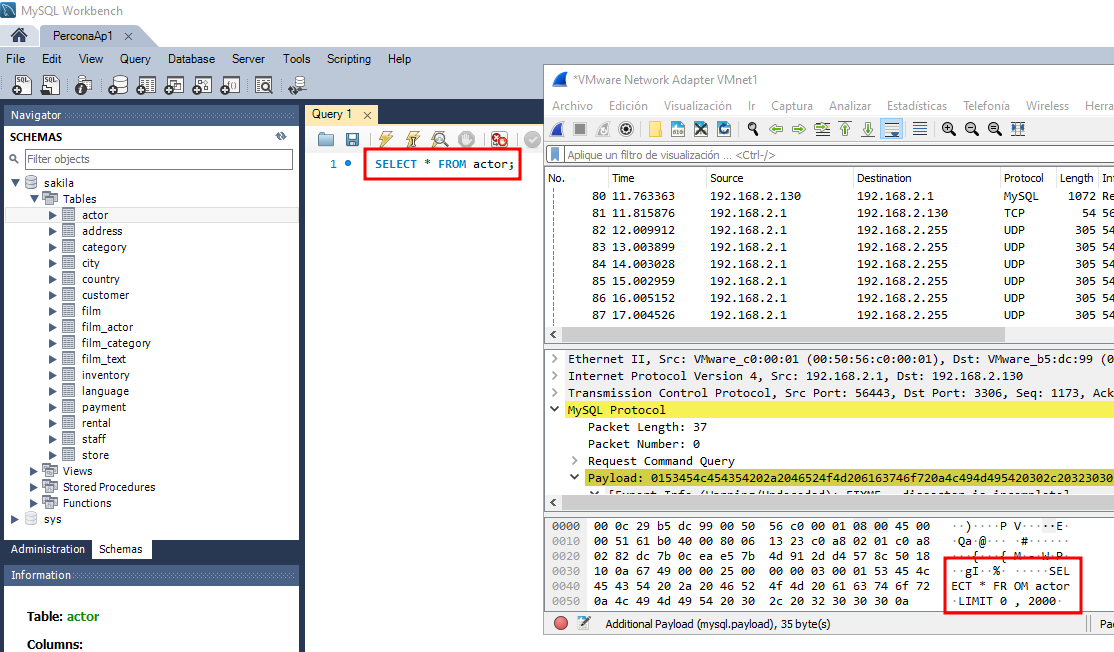 MySQL Workbench
PerconaAp1 ×
File Edit View Query Database Server Tools Scripting Help
Navigator
SCHEMAS
Filter objects
sakila
Tables
actor
address
category
city
country
customer
film
film_actor
film_category
film_text
inventory
language
payment
rental
staff
store
Views
Stored Procedures
Functions
sys
Administration Schemas
Information
Table: actor
Columns:
Query 1 ×
1 SELECT * FROM actor;
*VMware Network Adapter VMnet1
Archivo Edición Visualización Ir Captura Analizar Estadísticas Telefonía Wireless Herra
Aplique un filtro de visualización ... <Ctrl-/>
No. Time Source Destination Protocol Length Int
80 11.763363 192.168.2.130 192.168.2.1 MySQL 1072 Re
81 11.815876 192.168.2.1 192.168.2.130 TCP 54 56
82 12.009912 192.168.2.1 192.168.2.255 UDP 305 54
83 13.003899 192.168.2.1 192.168.2.255 UDP 305 54
84 14.003028 192.168.2.1 192.168.2.255 UDP 305 54
85 15.002959 192.168.2.1 192.168.2.255 UDP 305 54
86 16.005152 192.168.2.1 192.168.2.255 UDP 305 54
87 17.004526 192.168.2.1 192.168.2.255 UDP 305 54
Ethernet II, Src: VMware_c0:00:01 (00:50:56:c0:00:01), Dst: VMware_b5:dc:99 (0
Internet Protocol Version 4, Src: 192.168.2.1, Dst: 192.168.2.130
Transmission Control Protocol, Src Port: 56443, Dst Port: 3306, Seq: 1173, Ack
MySQL Protocol
Packet Length: 37
Packet Number: 0
Request Command Query
Payload: 0153454c454354202a2046524f4d206163746f720a4c494d495420302c20323030
[Expert Info (Warning/Undecoded): FIXME - dissector is incomplete]
0000 00 0c 29 b5 dc 99 00 50 56 c0 00 01 08 00 45 00 ··)····P V·····E·
0010 00 51 61 b0 40 00 80 06 13 23 c0 a8 02 01 c0 a8 ·Qa·@··· ·#······
0020 02 82 dc 7b 0c ea e5 7b 4d 91 2d d4 57 8c 50 18 ···{···{ M·-·W·P·
0030 10 0a 67 49 00 00 25 00 00 00 03 00 01 53 45 4c ··gI··%· ·····SEL
0040 45 43 54 20 2a 20 46 52 4f 4d 20 61 63 74 6f 72 ECT * FR OM actor
0050 0a 4c 49 4d 49 54 20 30 2c 20 32 30 30 30 0a ·LIMIT 0 , 2000·
Additional Payload (mysql.payload), 35 byte(s) Pa